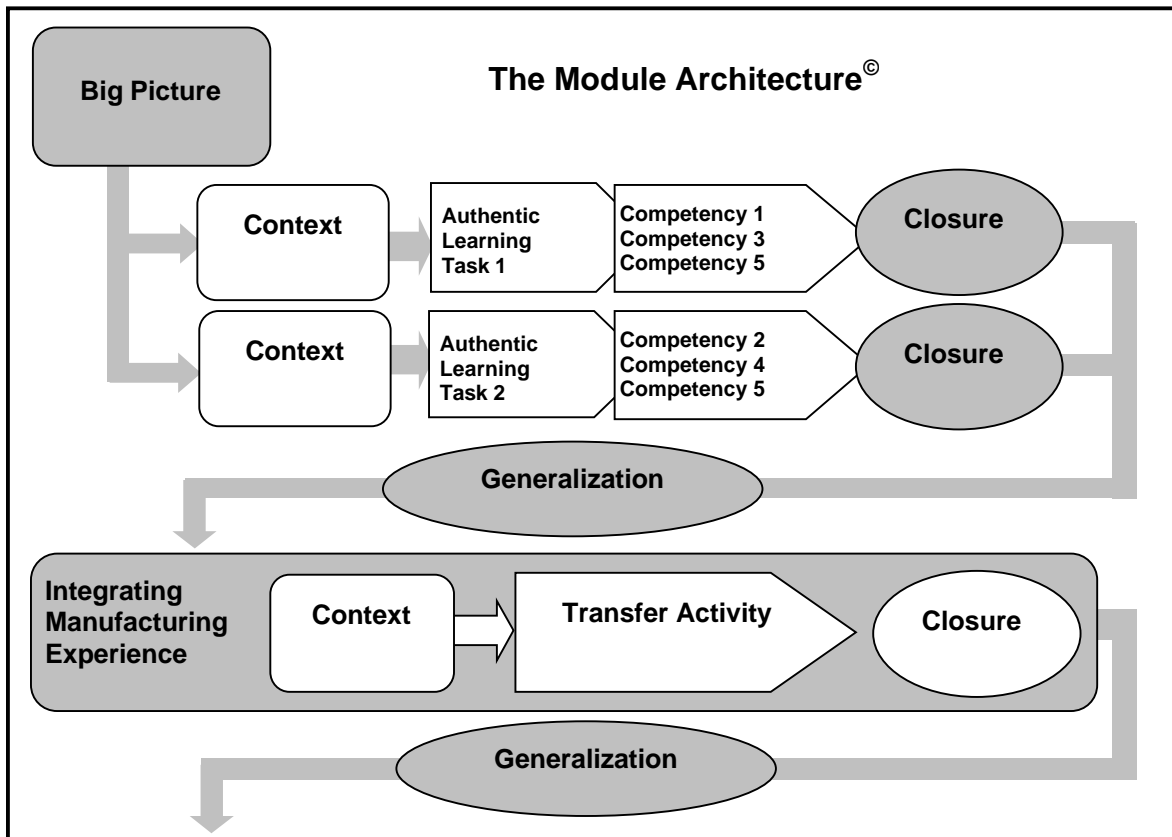 Big Picture
The Module Architecture©
Context
Authentic
Learning
Task 1
Competency 1
Competency 3
Competency 5
Closure
Context
Authentic
Learning
Task 2
Competency 2
Competency 4
Competency 5
Closure
Generalization
Integrating
Manufacturing
Experience
Context
Transfer Activity
Closure
Generalization